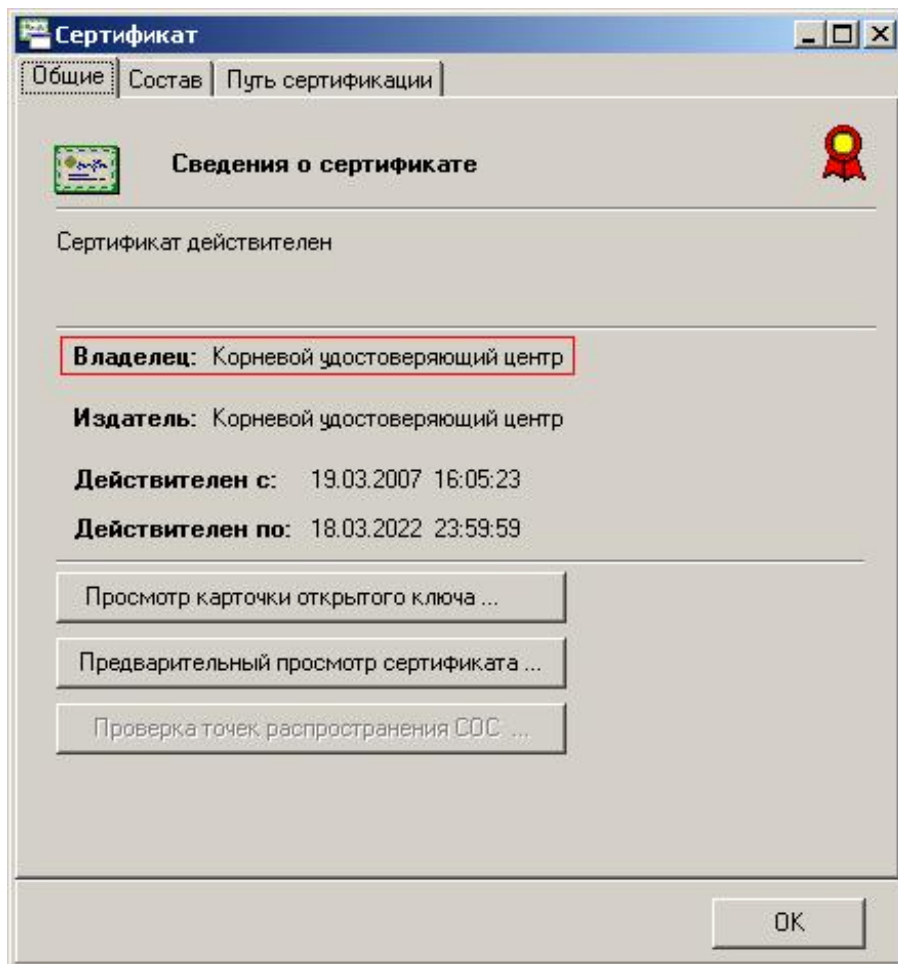 Сертификат
Общие Состав Путь сертификации
Сведения о сертификате
Сертификат действителен
Владелец: Корневой удостоверяющий центр
Издатель: Корневой удостоверяющий центр
Действителен с: 19.03.2007 16:05:23
Действителен по: 18.03.2022 23:59:59
Просмотр карточки открытого ключа ...
Предварительный просмотр сертификата ...
Проверка точек распространения СОС ...
OK